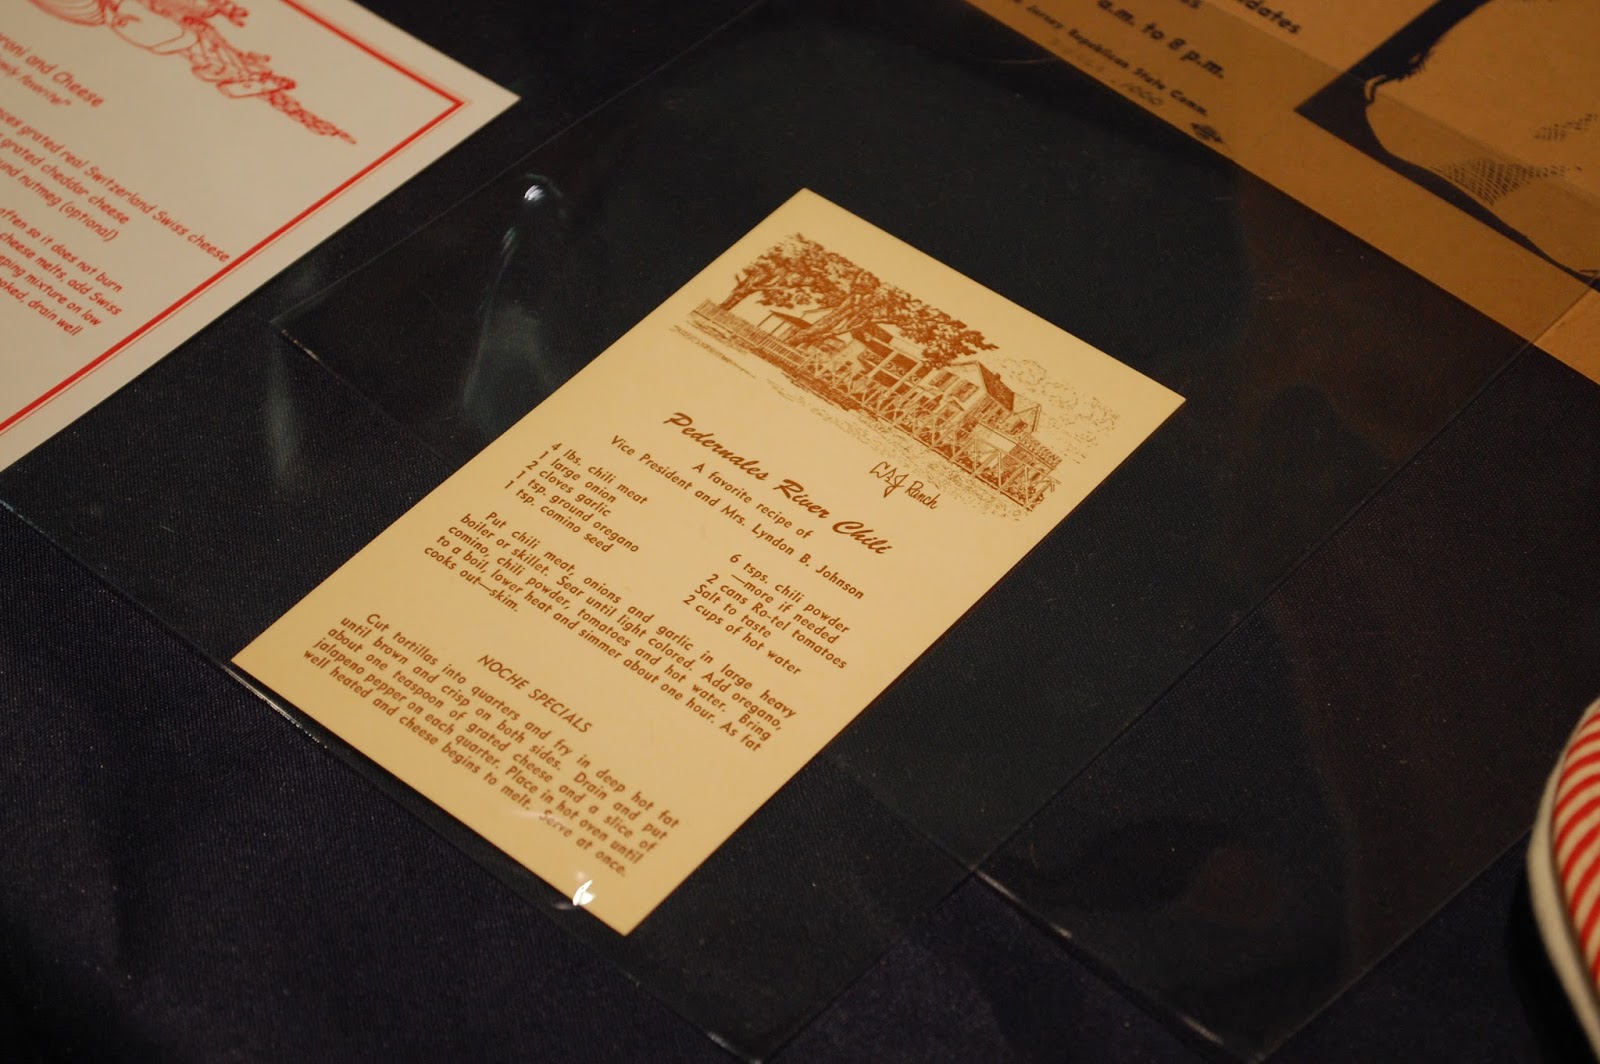 roni and Cheese
favorite"
grated real Switzerland Swiss cheese
grated cheddar cheese
nutmeg (optional)
often so it does not burn
cheese melts, add Swiss
mixture on low
drain well
a.m. to 8 p.m.
Jersey Republican State Comm.
LBJ Ranch
Pedernales River Chili
A favorite recipe of
Vice President and Mrs. Lyndon B. Johnson
4 lbs. chili meat
1 large onion
2 cloves garlic
1 tsp. ground oregano
1 tsp. comino seed
6 tsps. chili powder
—more if needed
2 cans Ro-tel tomatoes
Salt to taste
2 cups of hot water
Put chili meat, onions and garlic in large heavy
boiler or skillet. Sear until light colored. Add oregano,
comino, chili powder, tomatoes and hot water. Bring
to a boil, lower heat and simmer about one hour. As fat
cooks out—skim.
NOCHE SPECIALS
Cut tortillas into quarters and fry in deep hot fat
until brown and crisp on both sides. Drain and put
about one teaspoon of grated cheese and a slice of
jalapeno pepper on each quarter. Place in hot oven until
well heated and cheese begins to melt. Serve at once.